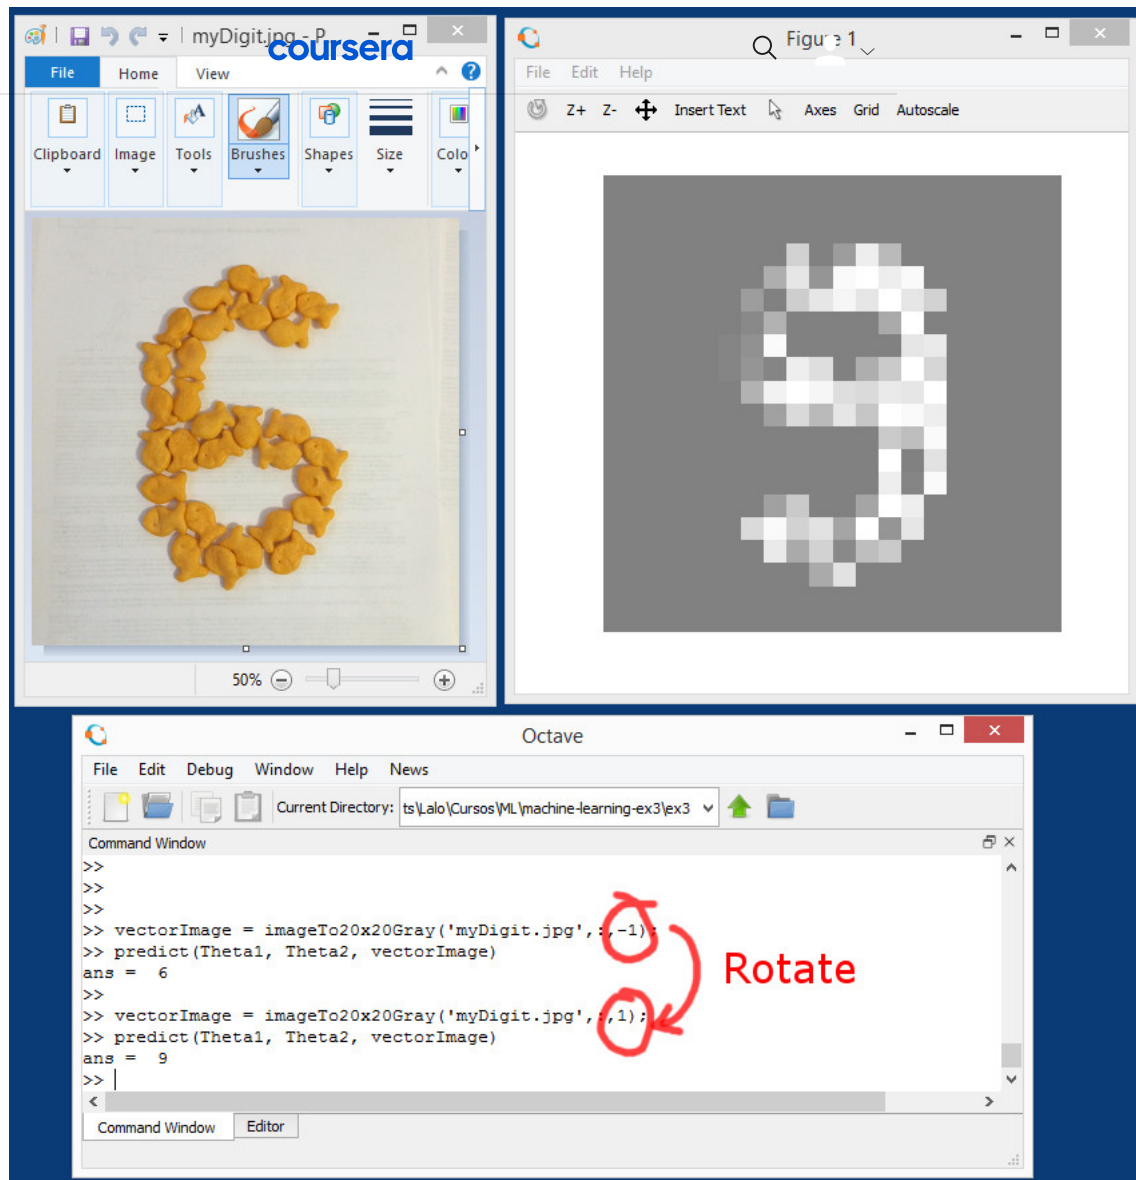 myDigit.jpg - P
coursera
File Home View
Clipboard Image Tools Brushes Shapes Size Colo
50%
Figure 1
File Edit Help
Z+ Z- Insert Text Axes Grid Autoscale
Octave
File Edit Debug Window Help News
Current Directory: ts\Lalo\Cursos\ML\machine-learning-ex3\ex3
Command Window
>>
>>
>>
>> vectorImage = imageTo20x20Gray('myDigit.jpg',:,-1);
>> predict(Theta1, Theta2, vectorImage)
ans =  6
>>
>> vectorImage = imageTo20x20Gray('myDigit.jpg',:,1);
>> predict(Theta1, Theta2, vectorImage)
ans =  9
>>
Rotate
Command Window Editor